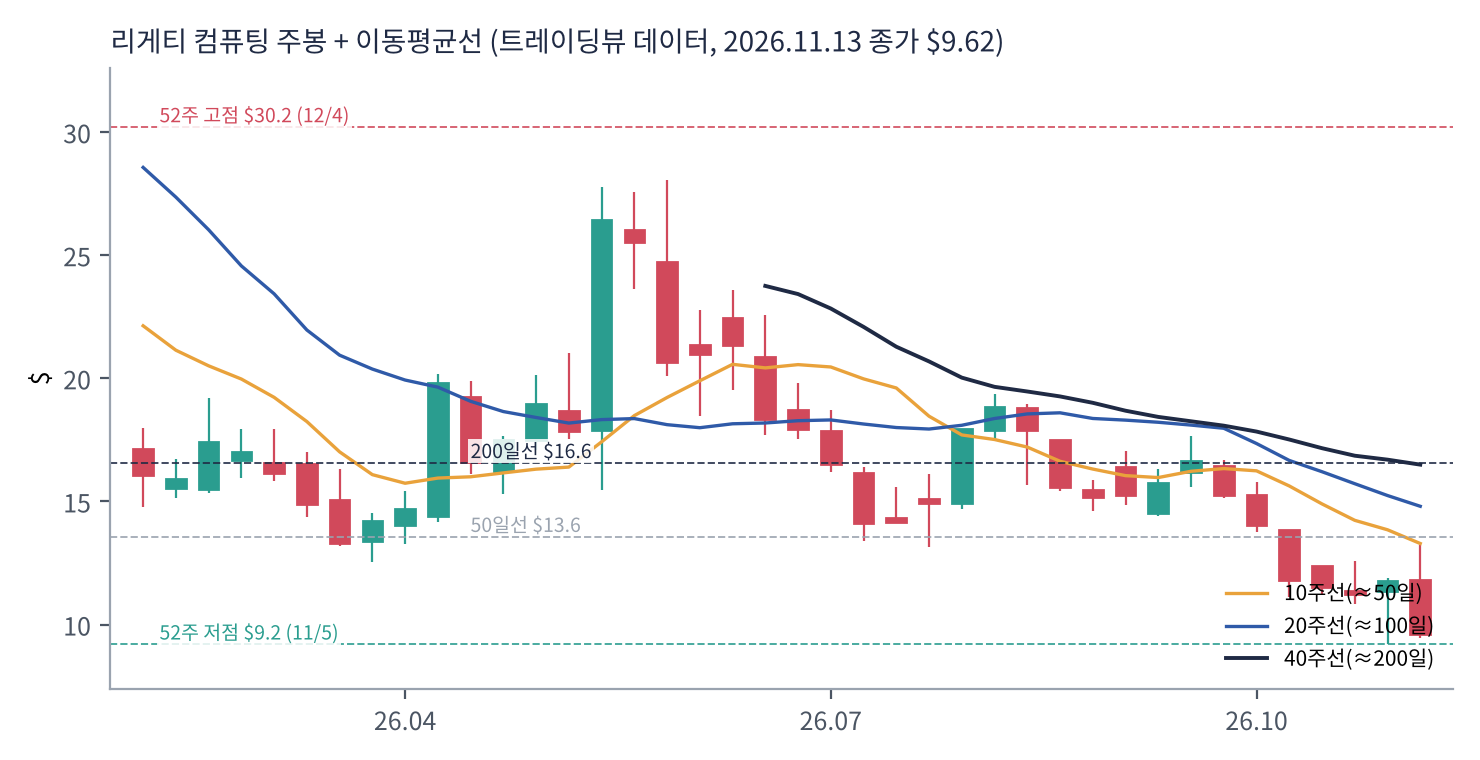 리게티 컴퓨팅 주봉 + 이동평균선 (트레이딩뷰 데이터, 2026.11.13 종가 $9.62)
52주 고점 $30.2 (12/4)
30
25
$
20
200일선 $16.6
15
50일선 $13.6
10주선(≈50일)
10
20주선(≈100일)
52주 저점 $9.2 (11/5)
40주선(≈200일)
26.04
26.07
26.10